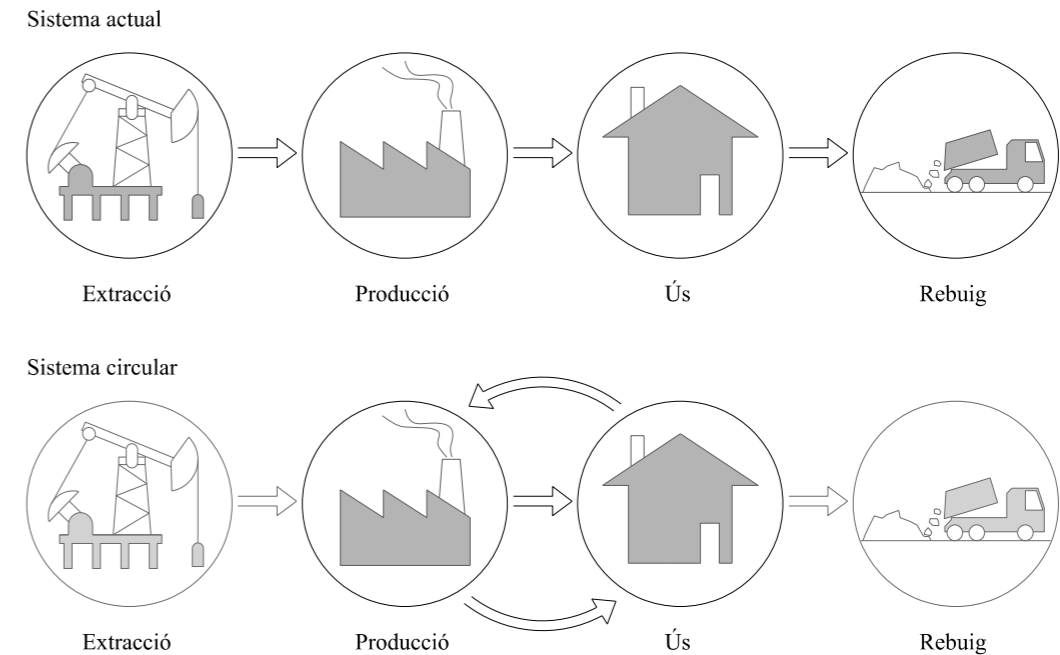 Sistema actual
Extracció Producció Ús Rebuig
Sistema circular
Extracció Producció Ús Rebuig